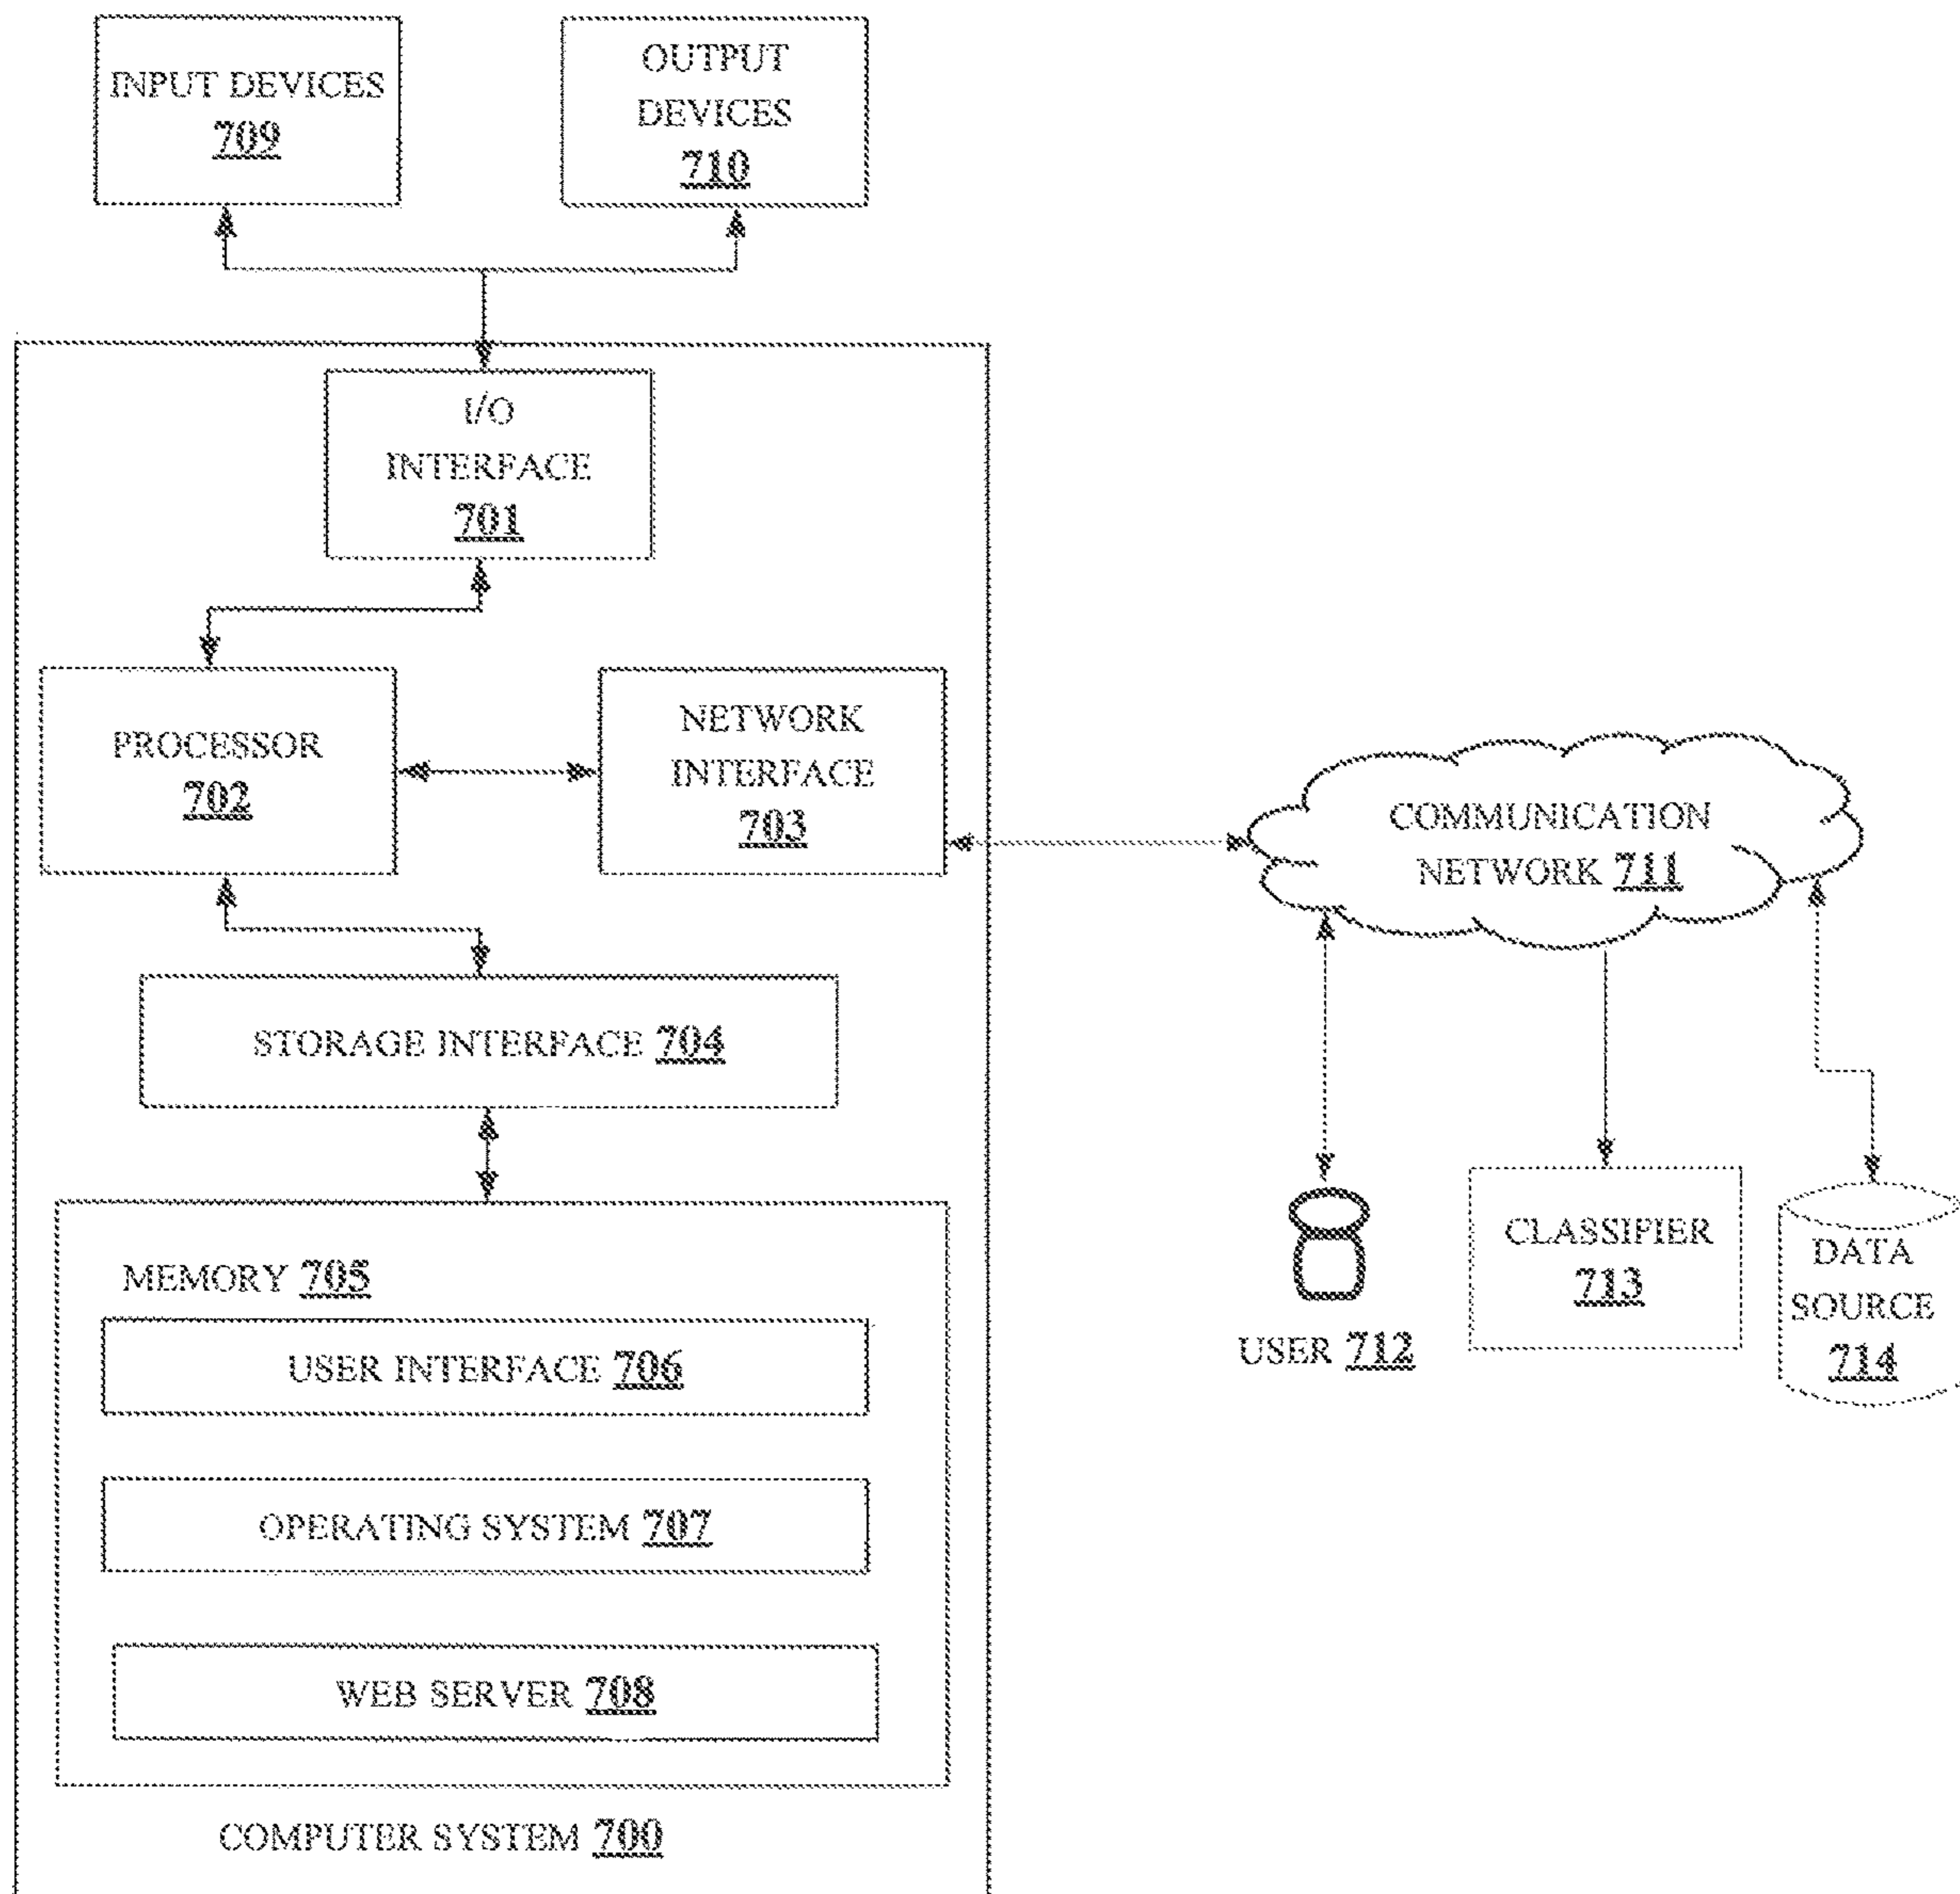 INPUT DEVICES
709
OUTPUT
DEVICES
710
I/O
INTERFACE
701
PROCESSOR
702
NETWORK
INTERFACE
703
STORAGE INTERFACE 704
MEMORY 705
USER INTERFACE 706
OPERATING SYSTEM 707
WEB SERVER 708
COMPUTER SYSTEM 700
COMMUNICATION
NETWORK 711
USER 712
CLASSIFIER
713
DATA
SOURCE
714